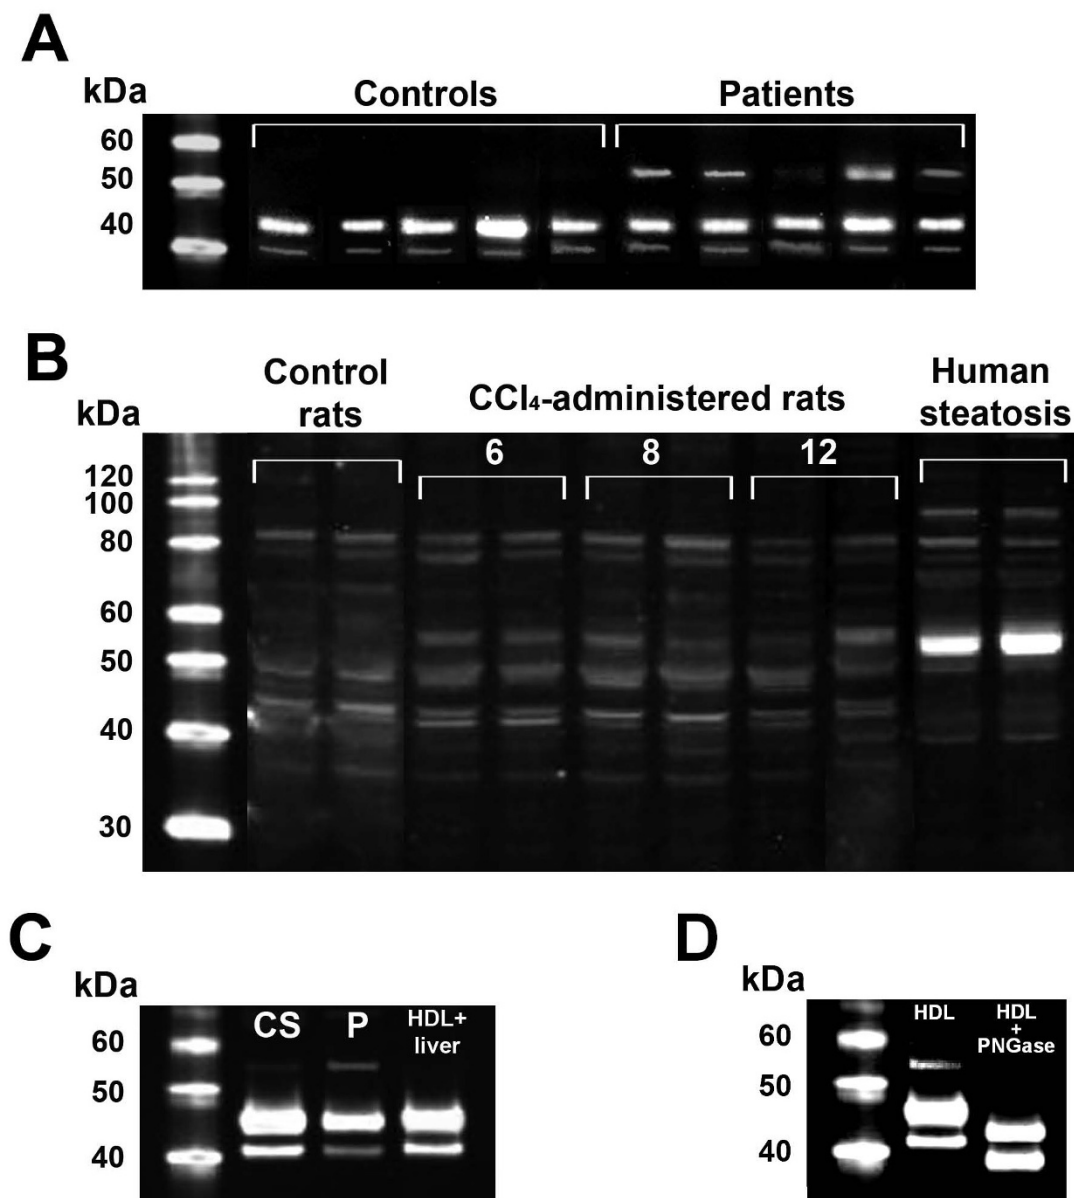 A
kDa
Controls
Patients
60
50
40
B
kDa
Control
rats
CCl₄-administered rats
Human
steatosis
6
8
12
120
100
80
60
50
40
30
C
kDa
CS
P
HDL+
liver
60
50
40
D
kDa
HDL
HDL
+
PNGase
60
50
40